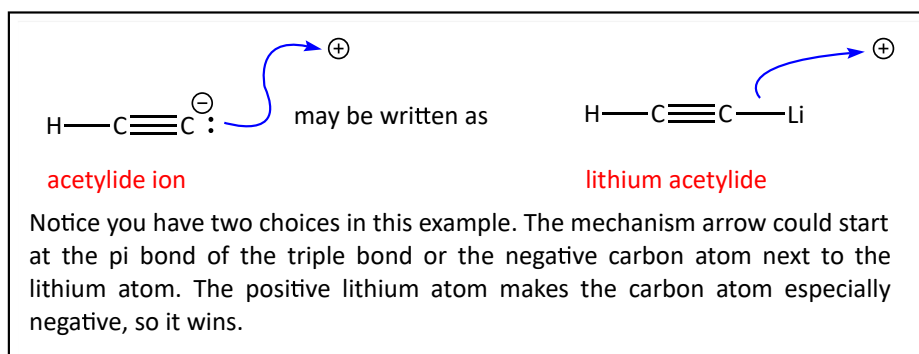 ⊕ ⊕
⊖
H—C≡C: may be written as H—C≡C—Li
acetylide ion lithium acetylide
Notice you have two choices in this example. The mechanism arrow could start
at the pi bond of the triple bond or the negative carbon atom next to the
lithium atom. The positive lithium atom makes the carbon atom especially
negative, so it wins.